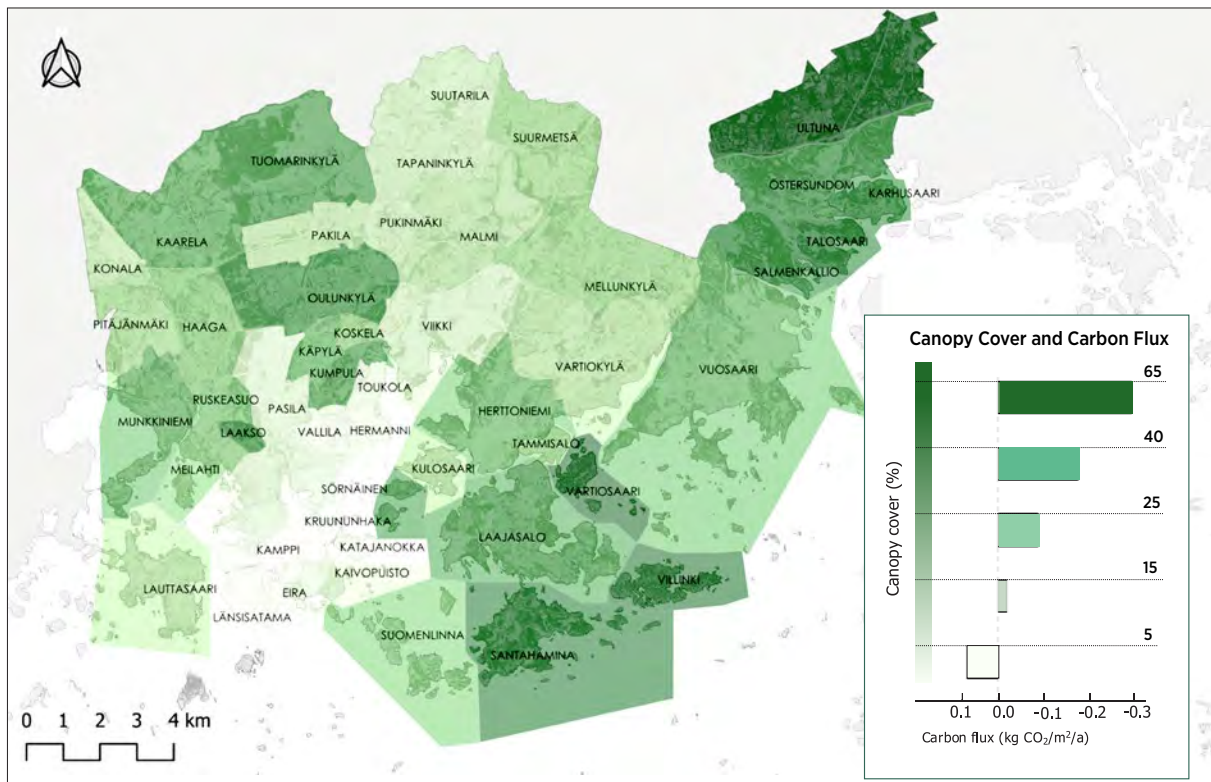 SUUTARILA
SUURMETSÄ
ULTUNA
TUOMARINKYLÄ
TAPANINKYLÄ
ÖSTERSUNDOM
KARHUSAARI
PUKINMÄKI
PAKILA
MALMI
KAARELA
TALOSAARI
KONALA
SALMENKALLIO
MELLUNKYLÄ
OULUNKYLÄ
PITÄJÄNMÄKI
HAAGA
KOSKELA
VIIKKI
KÄPYLÄ
KUMPULA
VARTIOKYLÄ
VUOSAARI
TOUKOLA
RUSKEASUO
PASILA
MUNKKINIEMI
LAAKSO
VALLILA
HERMANNI
HERTTONIEMI
TAMMISALO
MEILAHTI
KULOSAARI
SÖRNÄINEN
VARTIOSAARI
KRUUNUNHAKA
LAAJASALO
KAMPPI
KATAJANOKKA
KAIVOPUISTO
VILLINKI
LAUTTASAARI
EIRA
LÄNSISATAMA
SUOMENLINNA
SANTAHAMINA
0 1 2 3 4 km
Canopy Cover and Carbon Flux
65
40
25
15
5
Canopy cover (%)
0.1 0.0 -0.1 -0.2 -0.3
Carbon flux (kg CO₂/m²/a)